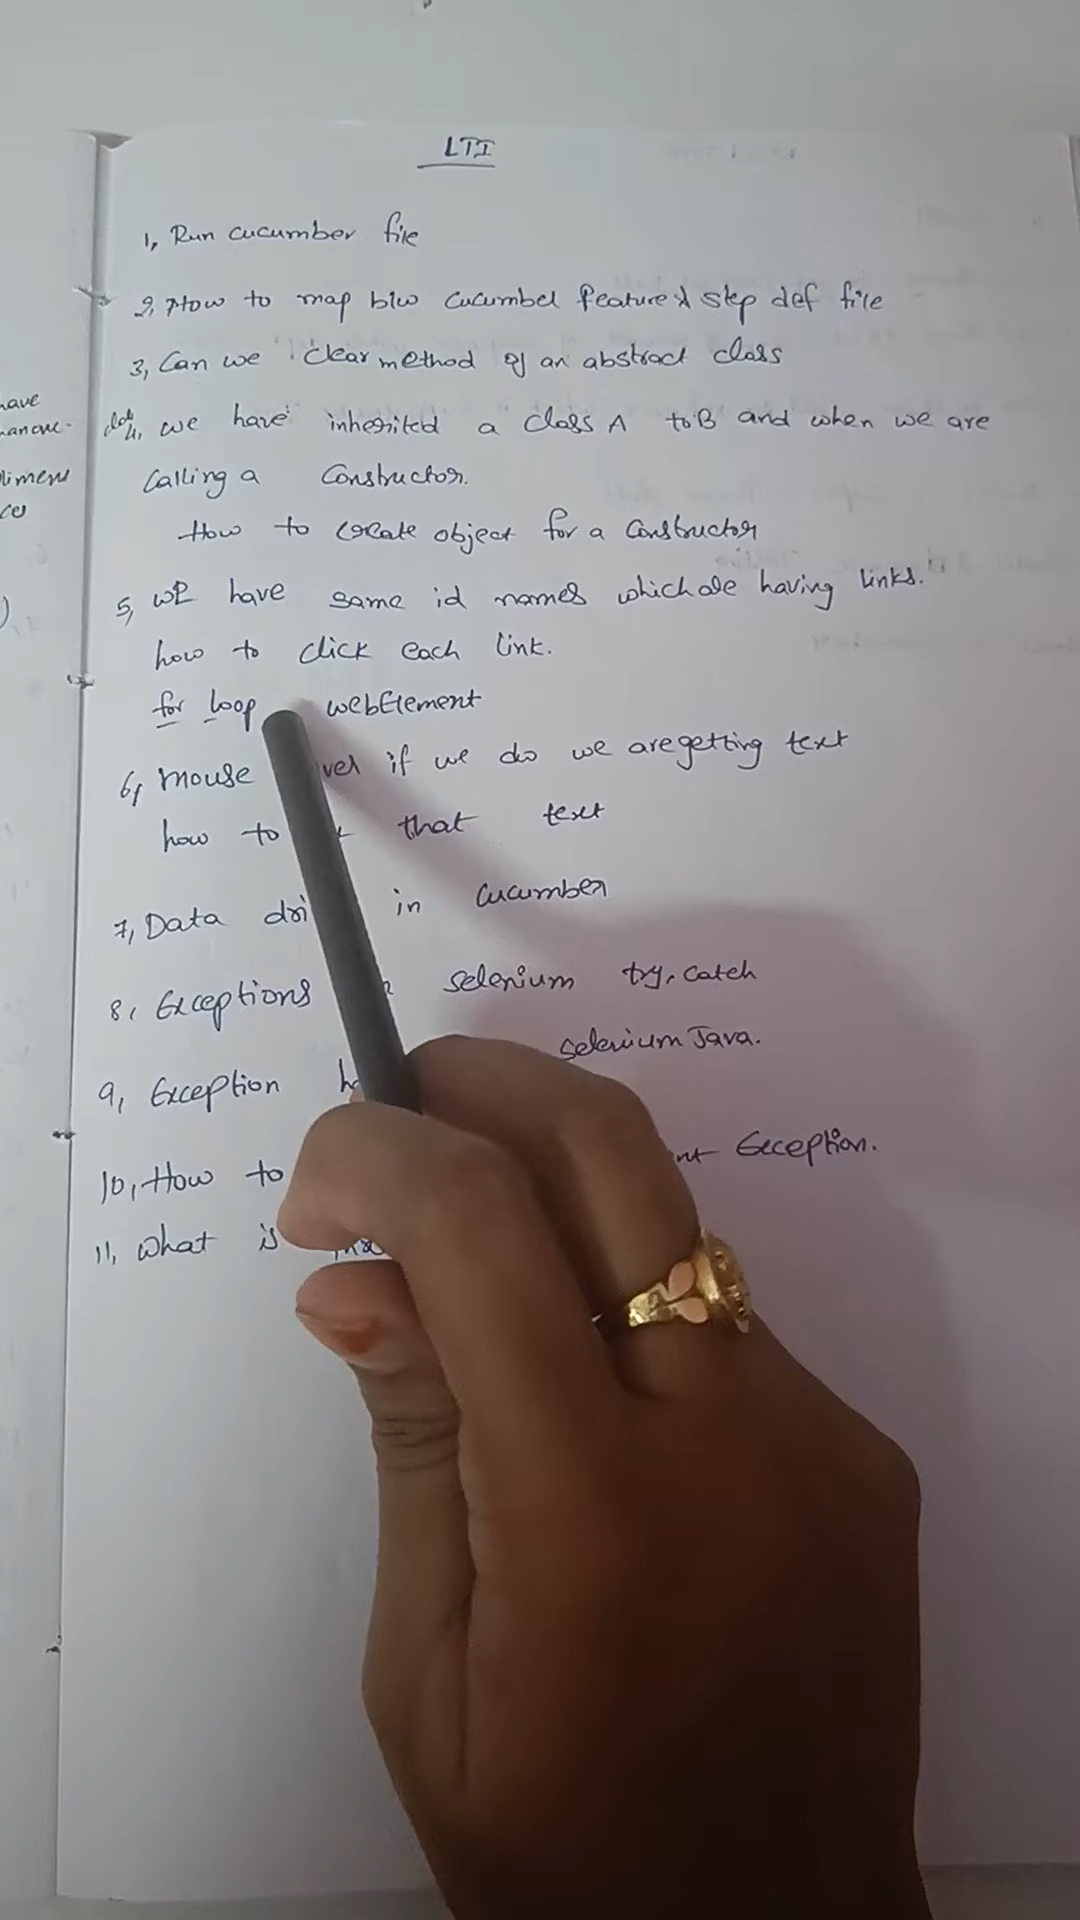 LTI
1, Run cucumber file
2, How to map b/w cucumber feature & step def file
3, Can we clear method of an abstract class
4, we have inherited a class A to B and when we are
calling a constructor.
How to create object for a constructor
5, we have same id names which are having links.
how to click each link.
for loop webElement
6, mouse over if we do we are getting text
how to that text
7, Data in cucumber
8, Exceptions selenium try, catch
9, Exception selenium Java.
10, How to Exception.
11, what is
have